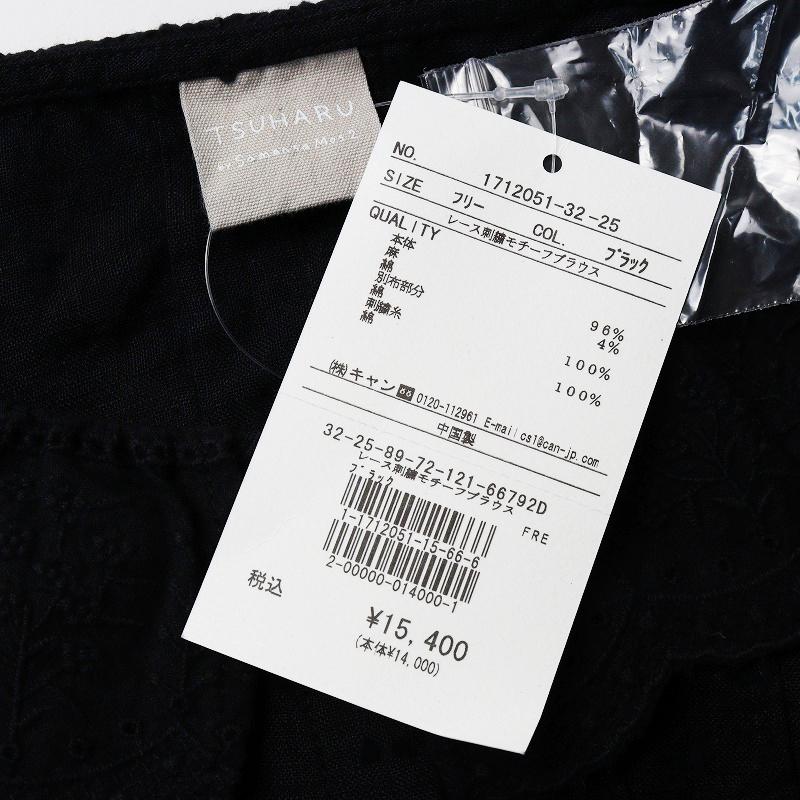 TSUHARU
by Samansa Mos2
NO. 1712051-32-25
SIZE フリー COL. ブラック
QUALITY レース刺繍モチーフブラウス
本体
麻 96%
綿 4%
別布部分
綿 100%
刺繍糸
綿 100%
(株)キャン 0120-112961 E-mail cs1@can-jp.com
中国製
32-25-89-72-121-66792D
レース刺繍モチーフブラウス
ブラック FRE
1-1712051-15-66-6
2-00000-014000-1
税込 ¥15,400
(本体¥14,000)